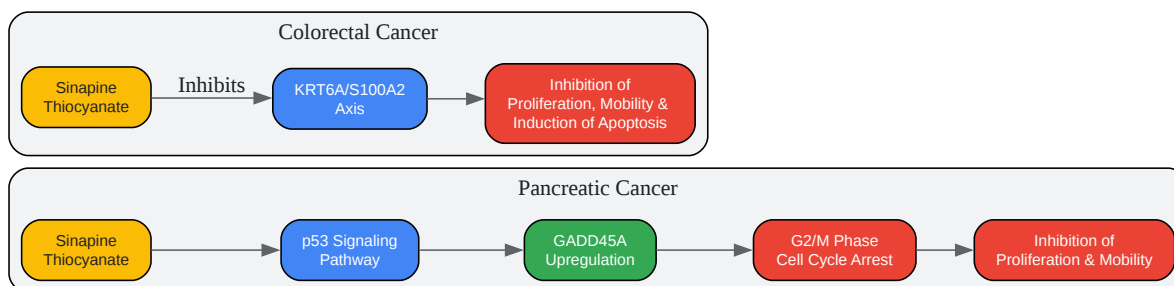 Colorectal Cancer
Sinapine
Thiocyanate
Inhibits
KRT6A/S100A2
Axis
Inhibition of
Proliferation, Mobility &
Induction of Apoptosis
Pancreatic Cancer
Sinapine
Thiocyanate
p53 Signaling
Pathway
GADD45A
Upregulation
G2/M Phase
Cell Cycle Arrest
Inhibition of
Proliferation & Mobility